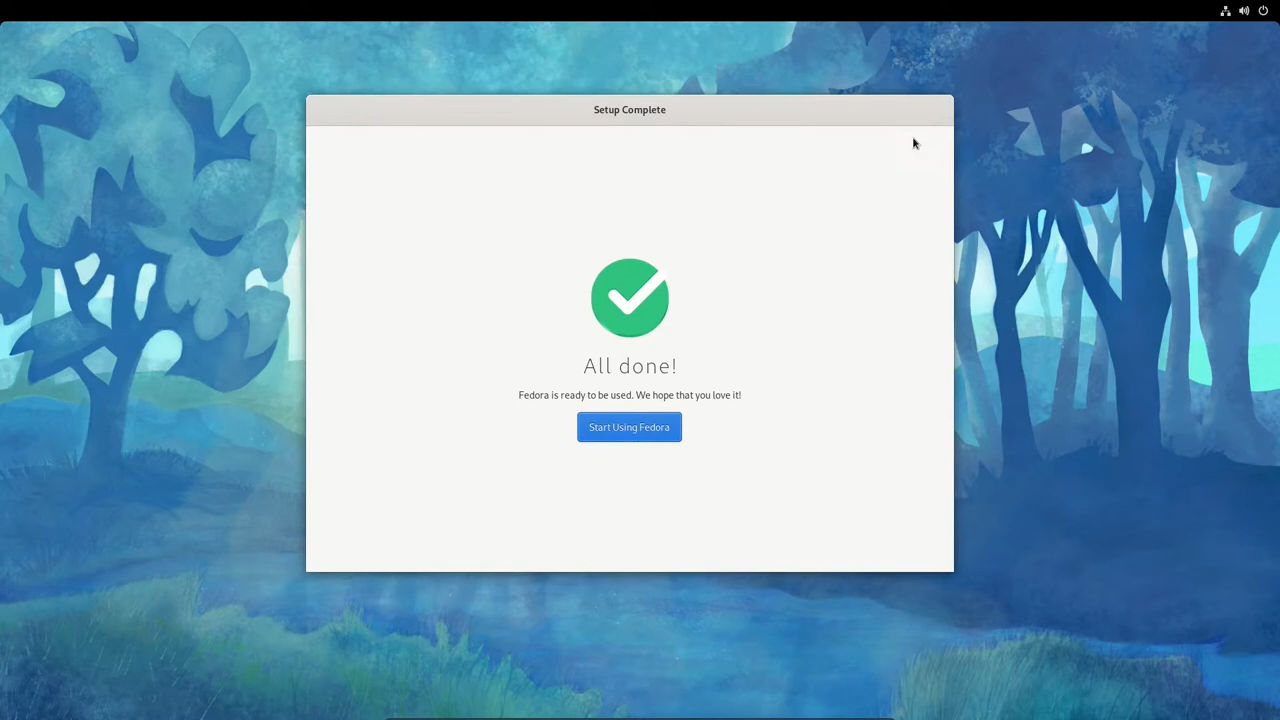 Setup Complete
All done!
Fedora is ready to be used. We hope that you love it!
Start Using Fedora